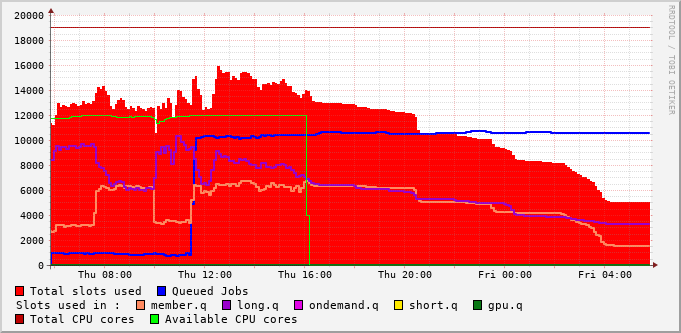 20000
18000
16000
14000
12000
10000
8000
6000
4000
2000
0
Thu 08:00 Thu 12:00 Thu 16:00 Thu 20:00 Fri 00:00 Fri 04:00
RRDTOOL / TOBI OETIKER
Total slots used Queued Jobs
Slots used in : member.q long.q ondemand.q short.q gpu.q
Total CPU cores Available CPU cores